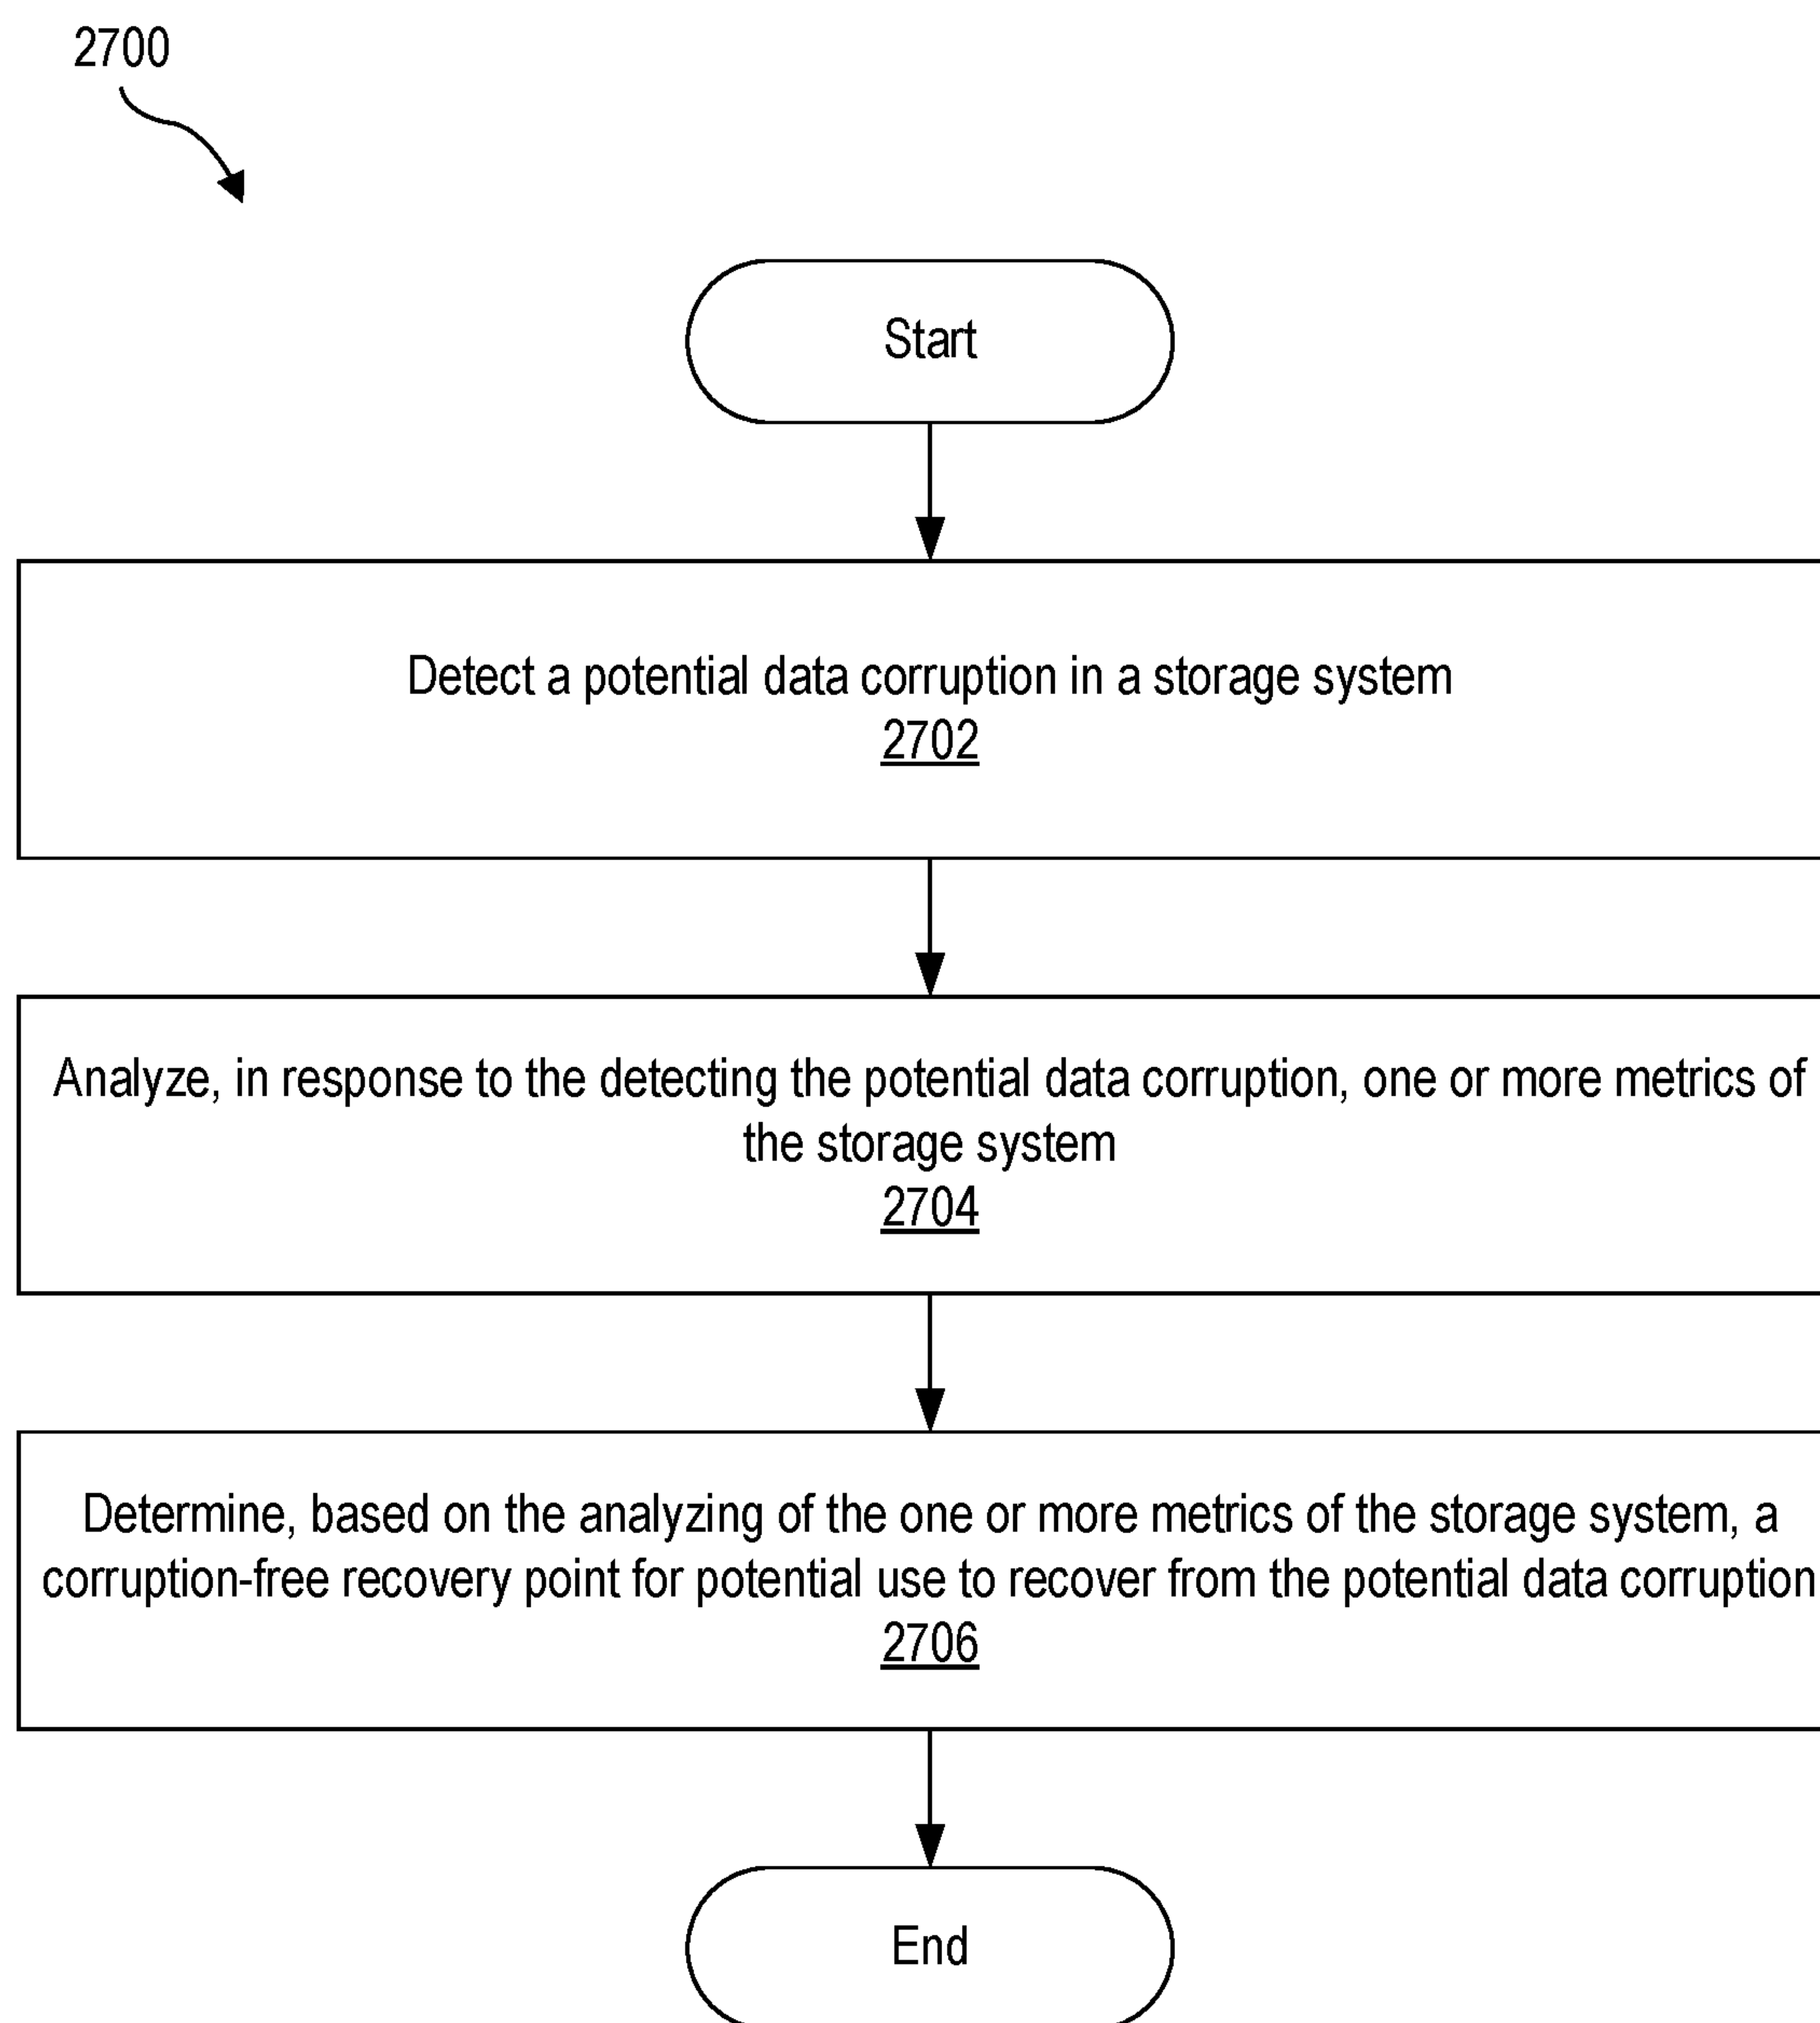 2700
Start
Detect a potential data corruption in a storage system
2702
Analyze, in response to the detecting the potential data corruption, one or more metrics of
the storage system
2704
Determine, based on the analyzing of the one or more metrics of the storage system, a
corruption-free recovery point for potential use to recover from the potential data corruption
2706
End